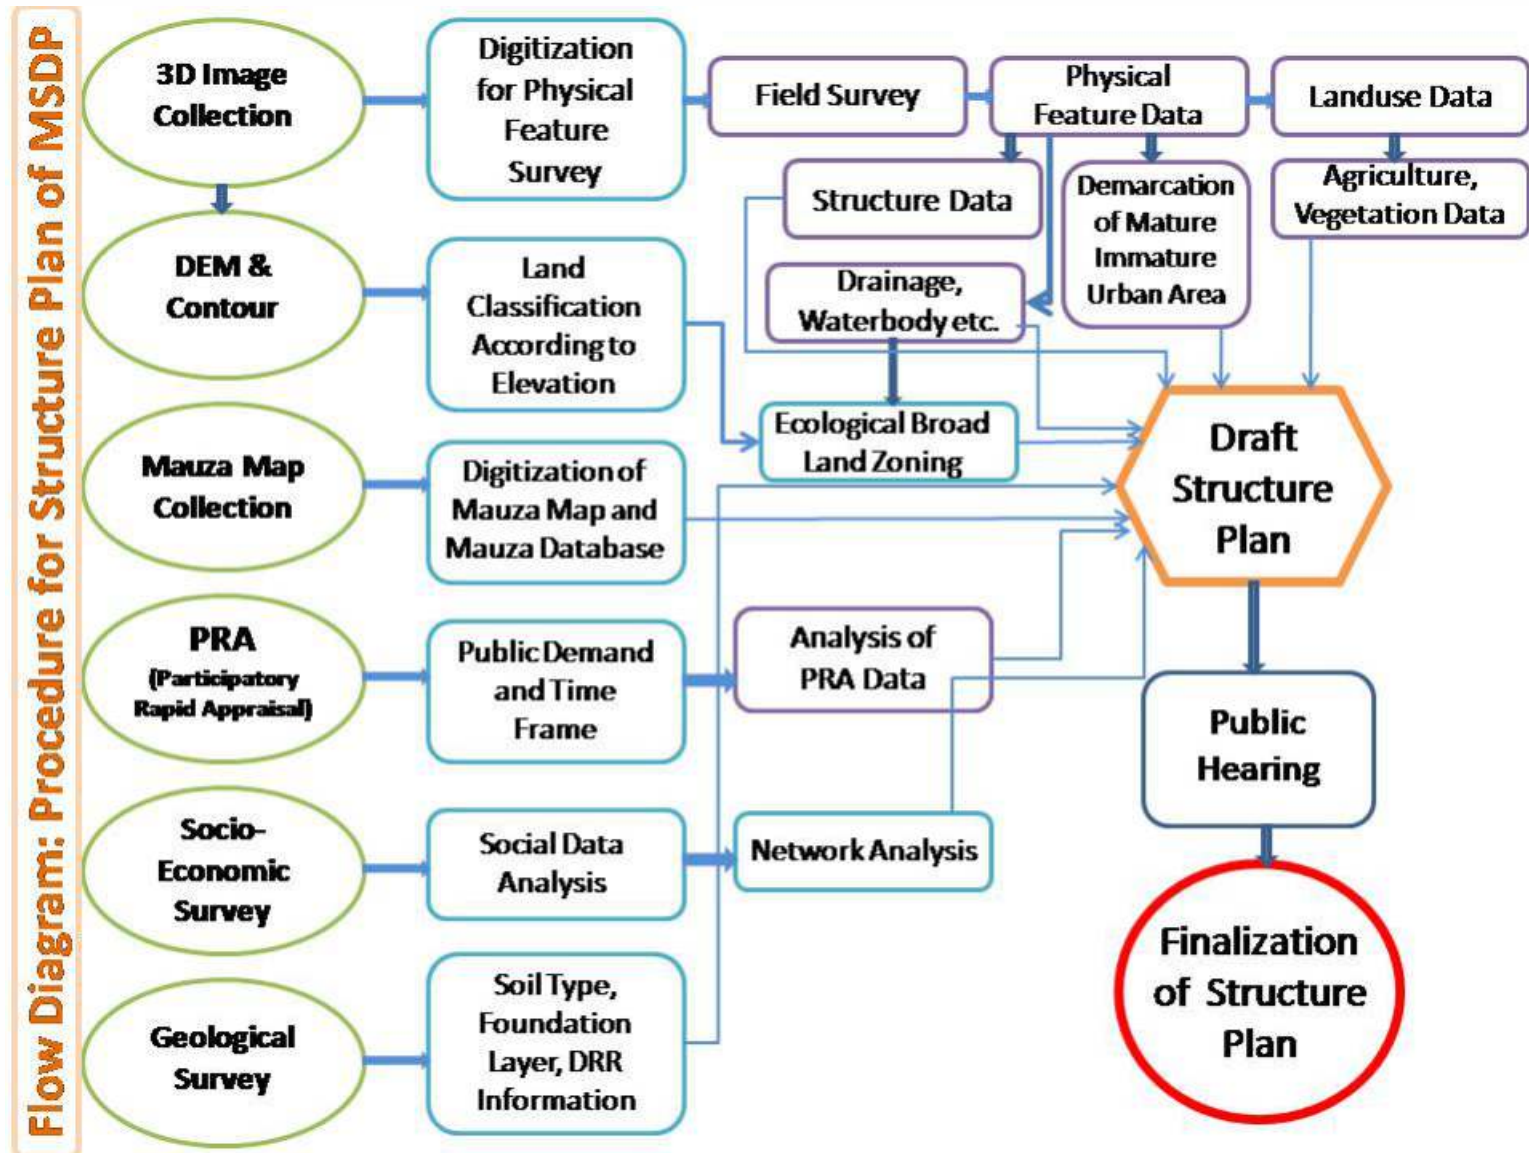 Flow Diagram: Procedure for Structure Plan of MSDP
3D Image
Collection
Digitization
for Physical
Feature
Survey
Field Survey
Physical
Feature Data
Landuse Data
Structure Data
Demarcation
of Mature
Immature
Urban Area
Agriculture,
Vegetation Data
DEM &
Contour
Land
Classification
According to
Elevation
Drainage,
Waterbody etc.
Ecological Broad
Land Zoning
Draft
Structure
Plan
Mauza Map
Collection
Digitization of
Mauza Map and
Mauza Database
PRA
(Participatory
Rapid Appraisal)
Public Demand
and Time
Frame
Analysis of
PRA Data
Public
Hearing
Socio-
Economic
Survey
Social Data
Analysis
Network Analysis
Finalization
of Structure
Plan
Geological
Survey
Soil Type,
Foundation
Layer, DRR
Information